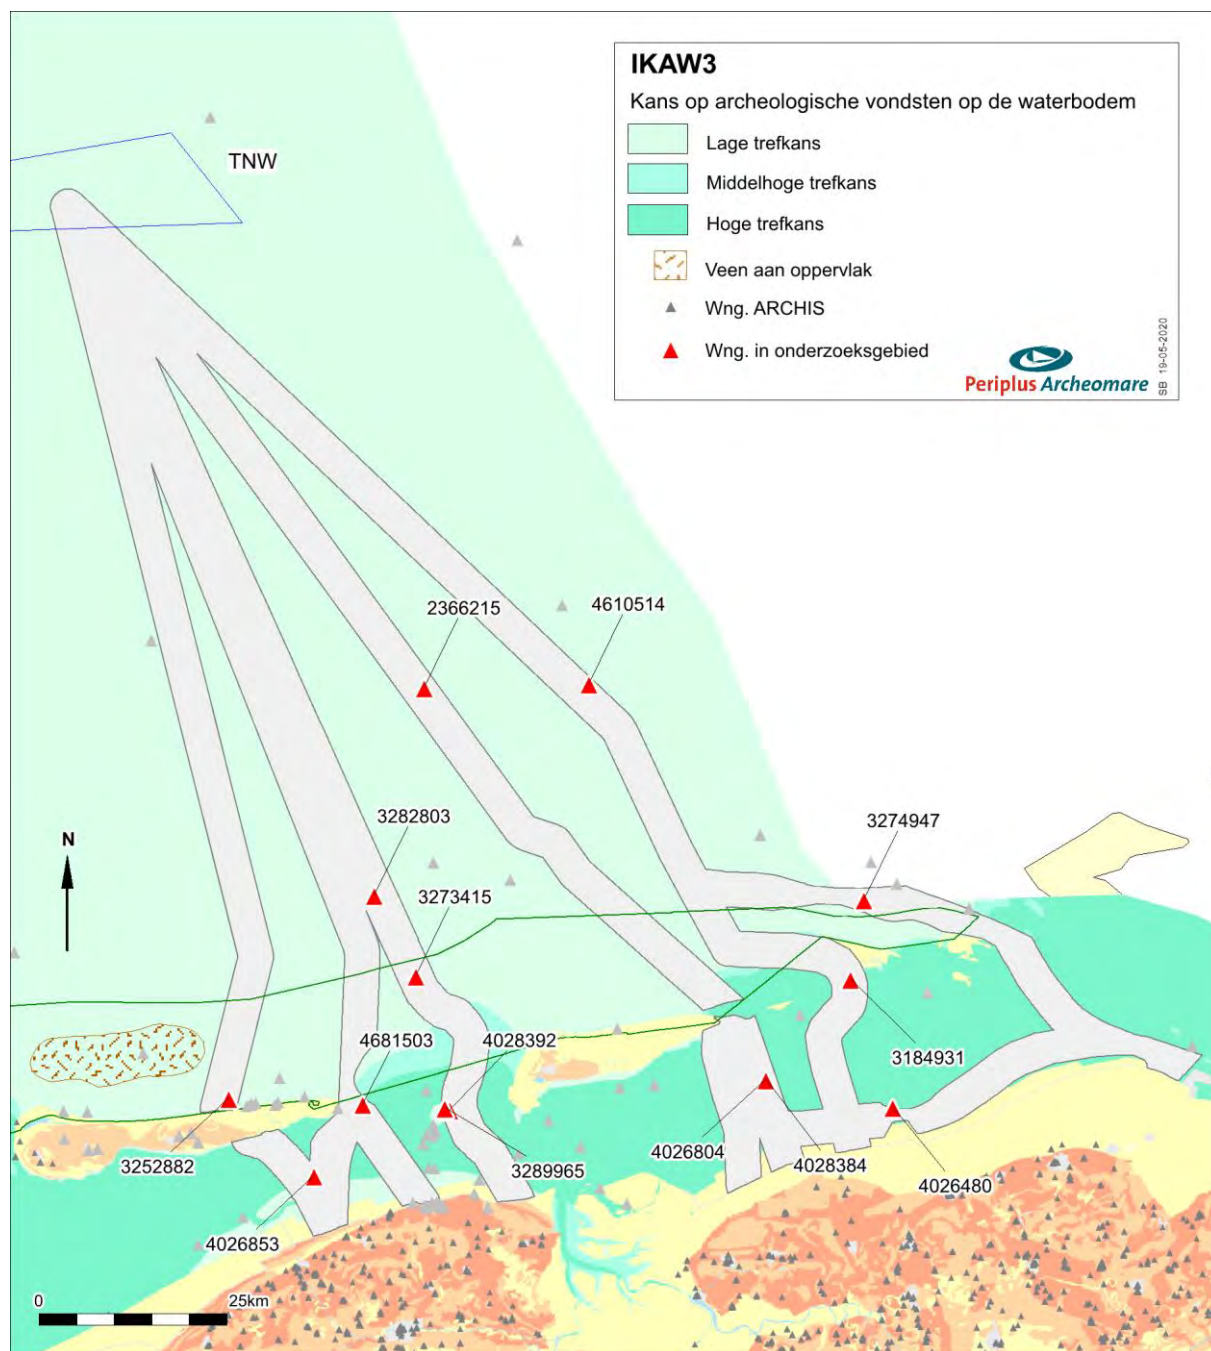 IKAW3
Kans op archeologische vondsten op de waterbodem
Lage trefkans
Middelhoge trefkans
Hoge trefkans
Veen aan oppervlak
Wng. ARCHIS
Wng. in onderzoeksgebied
Periplus Archeomare
SB 19-05-2020
TNW
2366215
4610514
3282803
3274947
N
3273415
4681503
4028392
3184931
3252882
3289965
4026804
4028384
4026480
4026853
0
25km